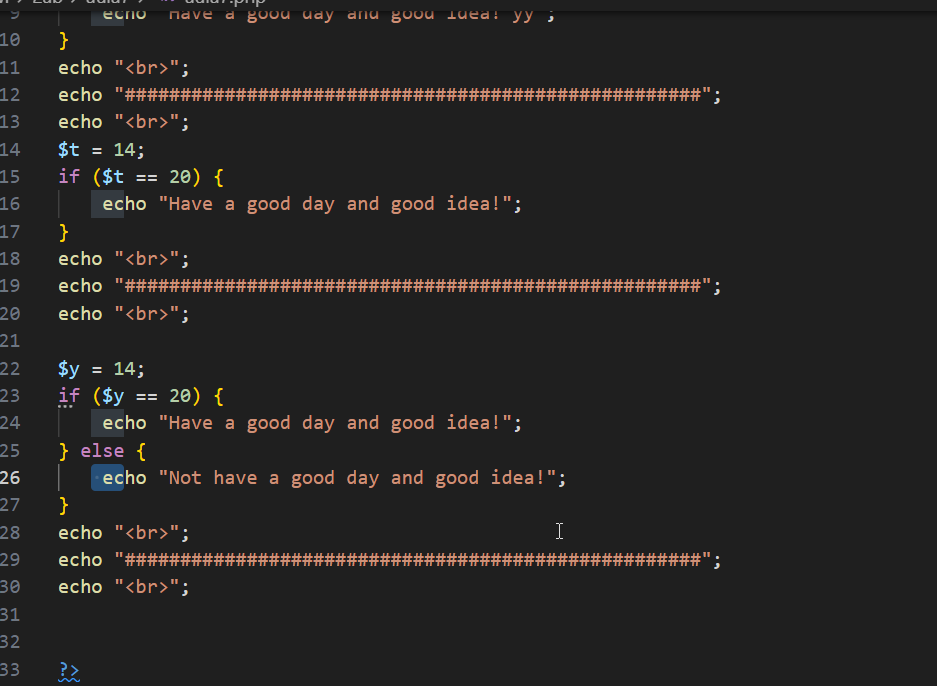 aula7.php
9 echo "Have a good day and good idea! yy";
10 }
11 echo "<br>";
12 echo "####################################################";
13 echo "<br>";
14 $t = 14;
15 if ($t == 20) {
16 echo "Have a good day and good idea!";
17 }
18 echo "<br>";
19 echo "####################################################";
20 echo "<br>";
21
22 $y = 14;
23 if ($y == 20) {
24 echo "Have a good day and good idea!";
25 } else {
26 echo "Not have a good day and good idea!";
27 }
28 echo "<br>";
29 echo "####################################################";
30 echo "<br>";
31
32
33 ?>